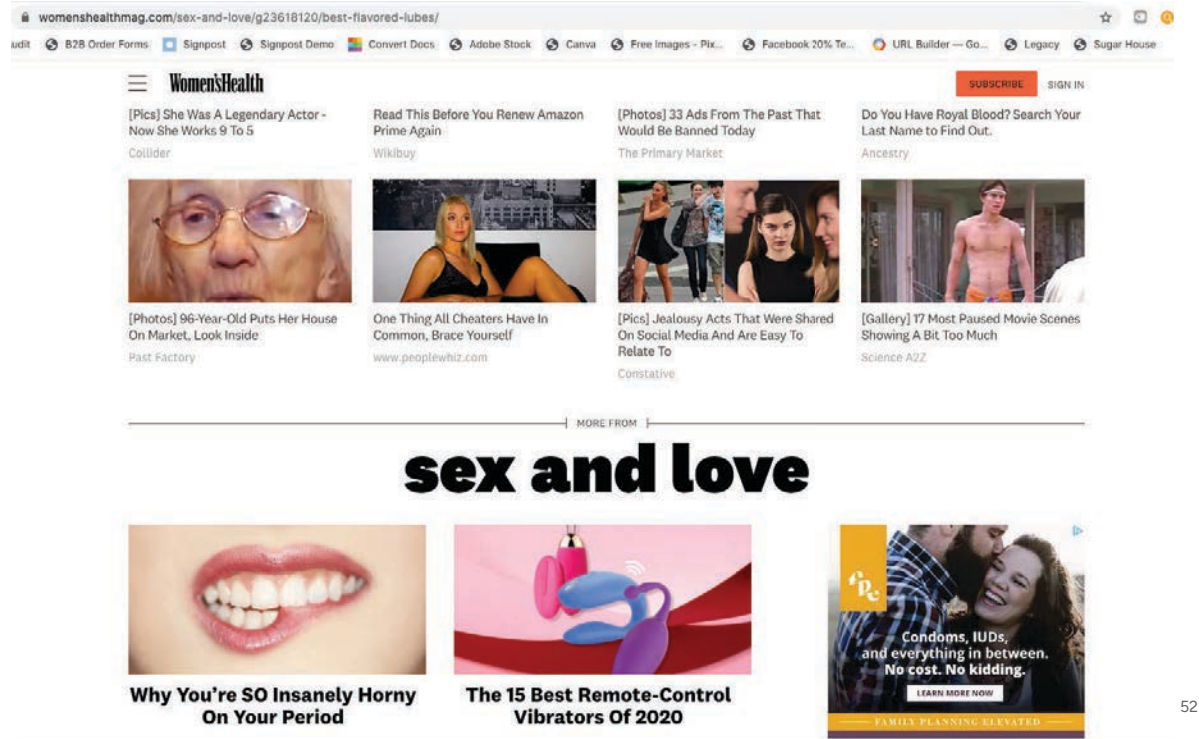 womenshealthmag.com/sex-and-love/g23618120/best-flavored-lubes/
udit B2B Order Forms Signpost Signpost Demo Convert Docs Adobe Stock Canva Free Images - Pix... Facebook 20% Te... URL Builder — Go... Legacy Sugar House
Women'sHealth SUBSCRIBE SIGN IN
[Pics] She Was A Legendary Actor -
Now She Works 9 To 5
Collider
Read This Before You Renew Amazon
Prime Again
Wikibuy
[Photos] 33 Ads From The Past That
Would Be Banned Today
The Primary Market
Do You Have Royal Blood? Search Your
Last Name to Find Out.
Ancestry
[Photos] 96-Year-Old Puts Her House
On Market, Look Inside
Past Factory
One Thing All Cheaters Have In
Common, Brace Yourself
www.peoplewhiz.com
[Pics] Jealousy Acts That Were Shared
On Social Media And Are Easy To
Relate To
Constative
[Gallery] 17 Most Paused Movie Scenes
Showing A Bit Too Much
Science A2Z
MORE FROM
sex and love
Why You're SO Insanely Horny
On Your Period
The 15 Best Remote-Control
Vibrators Of 2020
fpe
Condoms, IUDs,
and everything in between.
No cost. No kidding.
LEARN MORE NOW
FAMILY PLANNING ELEVATED
52